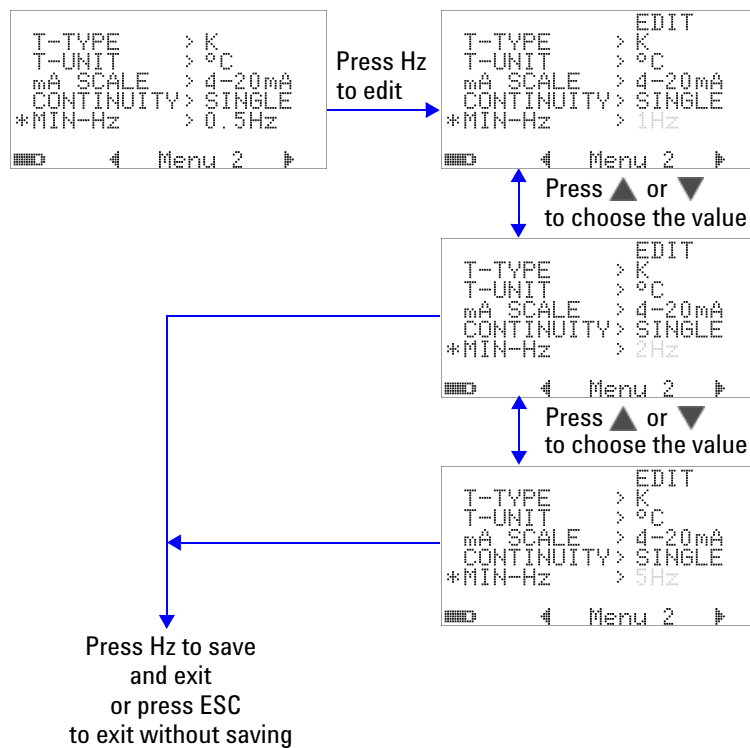 T-TYPE > K
T-UNIT > °C
mA SCALE > 4-20mA
CONTINUITY> SINGLE
*MIN-Hz > 0.5Hz
Menu 2
Press Hz
to edit
EDIT
T-TYPE > K
T-UNIT > °C
mA SCALE > 4-20mA
CONTINUITY> SINGLE
*MIN-Hz > 1Hz
Menu 2
Press ▲ or ▼
to choose the value
EDIT
T-TYPE > K
T-UNIT > °C
mA SCALE > 4-20mA
CONTINUITY> SINGLE
*MIN-Hz > 2Hz
Menu 2
Press ▲ or ▼
to choose the value
EDIT
T-TYPE > K
T-UNIT > °C
mA SCALE > 4-20mA
CONTINUITY> SINGLE
*MIN-Hz > 5Hz
Menu 2
Press Hz to save
and exit
or press ESC
to exit without saving